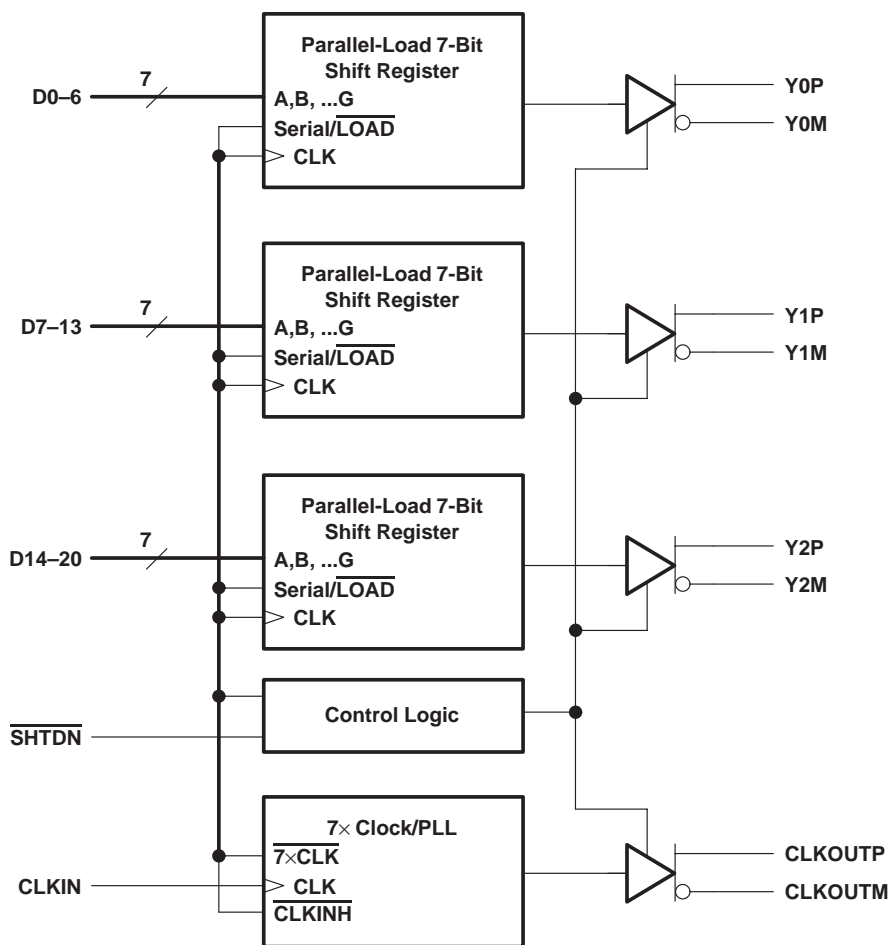 Parallel-Load 7-Bit
Shift Register
7
D0–6
A,B, ...G
Serial/LOAD
CLK
Y0P
Y0M
Parallel-Load 7-Bit
Shift Register
7
D7–13
A,B, ...G
Serial/LOAD
CLK
Y1P
Y1M
Parallel-Load 7-Bit
Shift Register
7
D14–20
A,B, ...G
Serial/LOAD
CLK
Y2P
Y2M
Control Logic
SHTDN
7× Clock/PLL
7×CLK
CLKIN
CLK
CLKINH
CLKOUTP
CLKOUTM